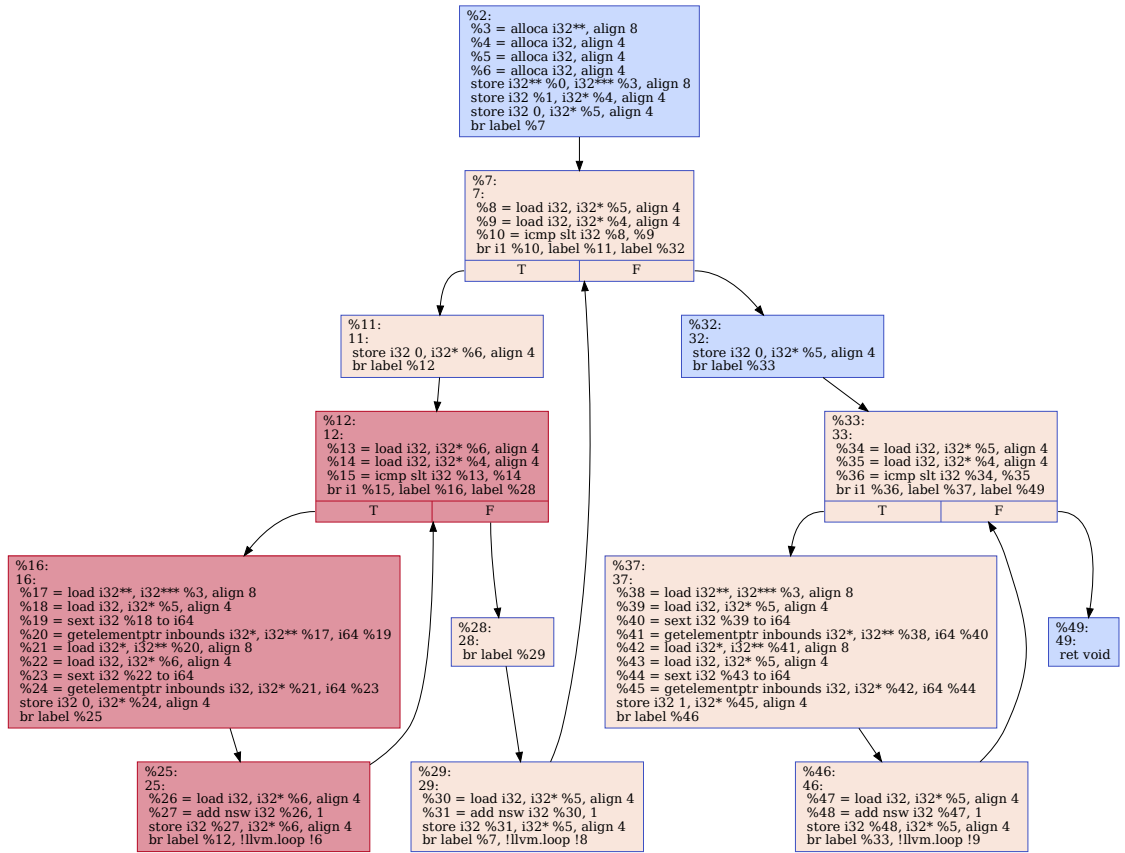 %2:
%3 = alloca i32**, align 8
%4 = alloca i32, align 4
%5 = alloca i32, align 4
%6 = alloca i32, align 4
store i32** %0, i32*** %3, align 8
store i32 %1, i32* %4, align 4
store i32 0, i32* %5, align 4
br label %7
%7:
7:
%8 = load i32, i32* %5, align 4
%9 = load i32, i32* %4, align 4
%10 = icmp slt i32 %8, %9
br i1 %10, label %11, label %32
T
F
%11:
11:
store i32 0, i32* %6, align 4
br label %12
%32:
32:
store i32 0, i32* %5, align 4
br label %33
%12:
12:
%13 = load i32, i32* %6, align 4
%14 = load i32, i32* %4, align 4
%15 = icmp slt i32 %13, %14
br i1 %15, label %16, label %28
T
F
%33:
33:
%34 = load i32, i32* %5, align 4
%35 = load i32, i32* %4, align 4
%36 = icmp slt i32 %34, %35
br i1 %36, label %37, label %49
T
F
%16:
16:
%17 = load i32**, i32*** %3, align 8
%18 = load i32, i32* %5, align 4
%19 = sext i32 %18 to i64
%20 = getelementptr inbounds i32*, i32** %17, i64 %19
%21 = load i32*, i32** %20, align 8
%22 = load i32, i32* %6, align 4
%23 = sext i32 %22 to i64
%24 = getelementptr inbounds i32, i32* %21, i64 %23
store i32 0, i32* %24, align 4
br label %25
%28:
28:
br label %29
%37:
37:
%38 = load i32**, i32*** %3, align 8
%39 = load i32, i32* %5, align 4
%40 = sext i32 %39 to i64
%41 = getelementptr inbounds i32*, i32** %38, i64 %40
%42 = load i32*, i32** %41, align 8
%43 = load i32, i32* %5, align 4
%44 = sext i32 %43 to i64
%45 = getelementptr inbounds i32, i32* %42, i64 %44
store i32 1, i32* %45, align 4
br label %46
%49:
49:
ret void
%25:
25:
%26 = load i32, i32* %6, align 4
%27 = add nsw i32 %26, 1
store i32 %27, i32* %6, align 4
br label %12, !llvm.loop !6
%29:
29:
%30 = load i32, i32* %5, align 4
%31 = add nsw i32 %30, 1
store i32 %31, i32* %5, align 4
br label %7, !llvm.loop !8
%46:
46:
%47 = load i32, i32* %5, align 4
%48 = add nsw i32 %47, 1
store i32 %48, i32* %5, align 4
br label %33, !llvm.loop !9